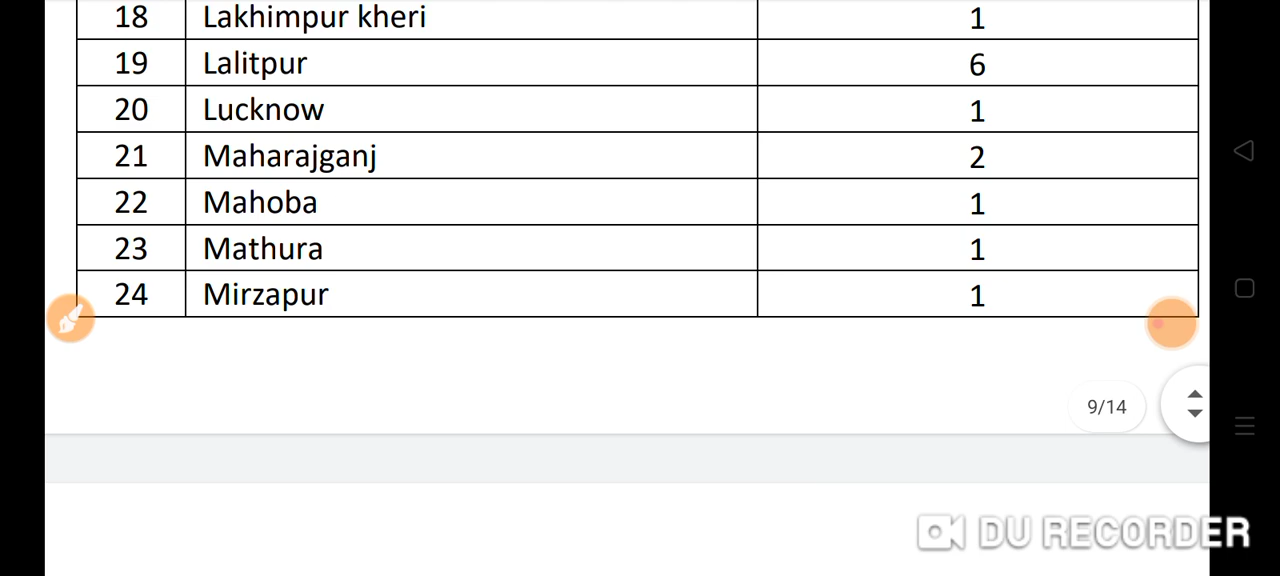 18 Lakhimpur kheri 1
19 Lalitpur 6
20 Lucknow 1
21 Maharajganj 2
22 Mahoba 1
23 Mathura 1
24 Mirzapur 1
9/14
DU RECORDER